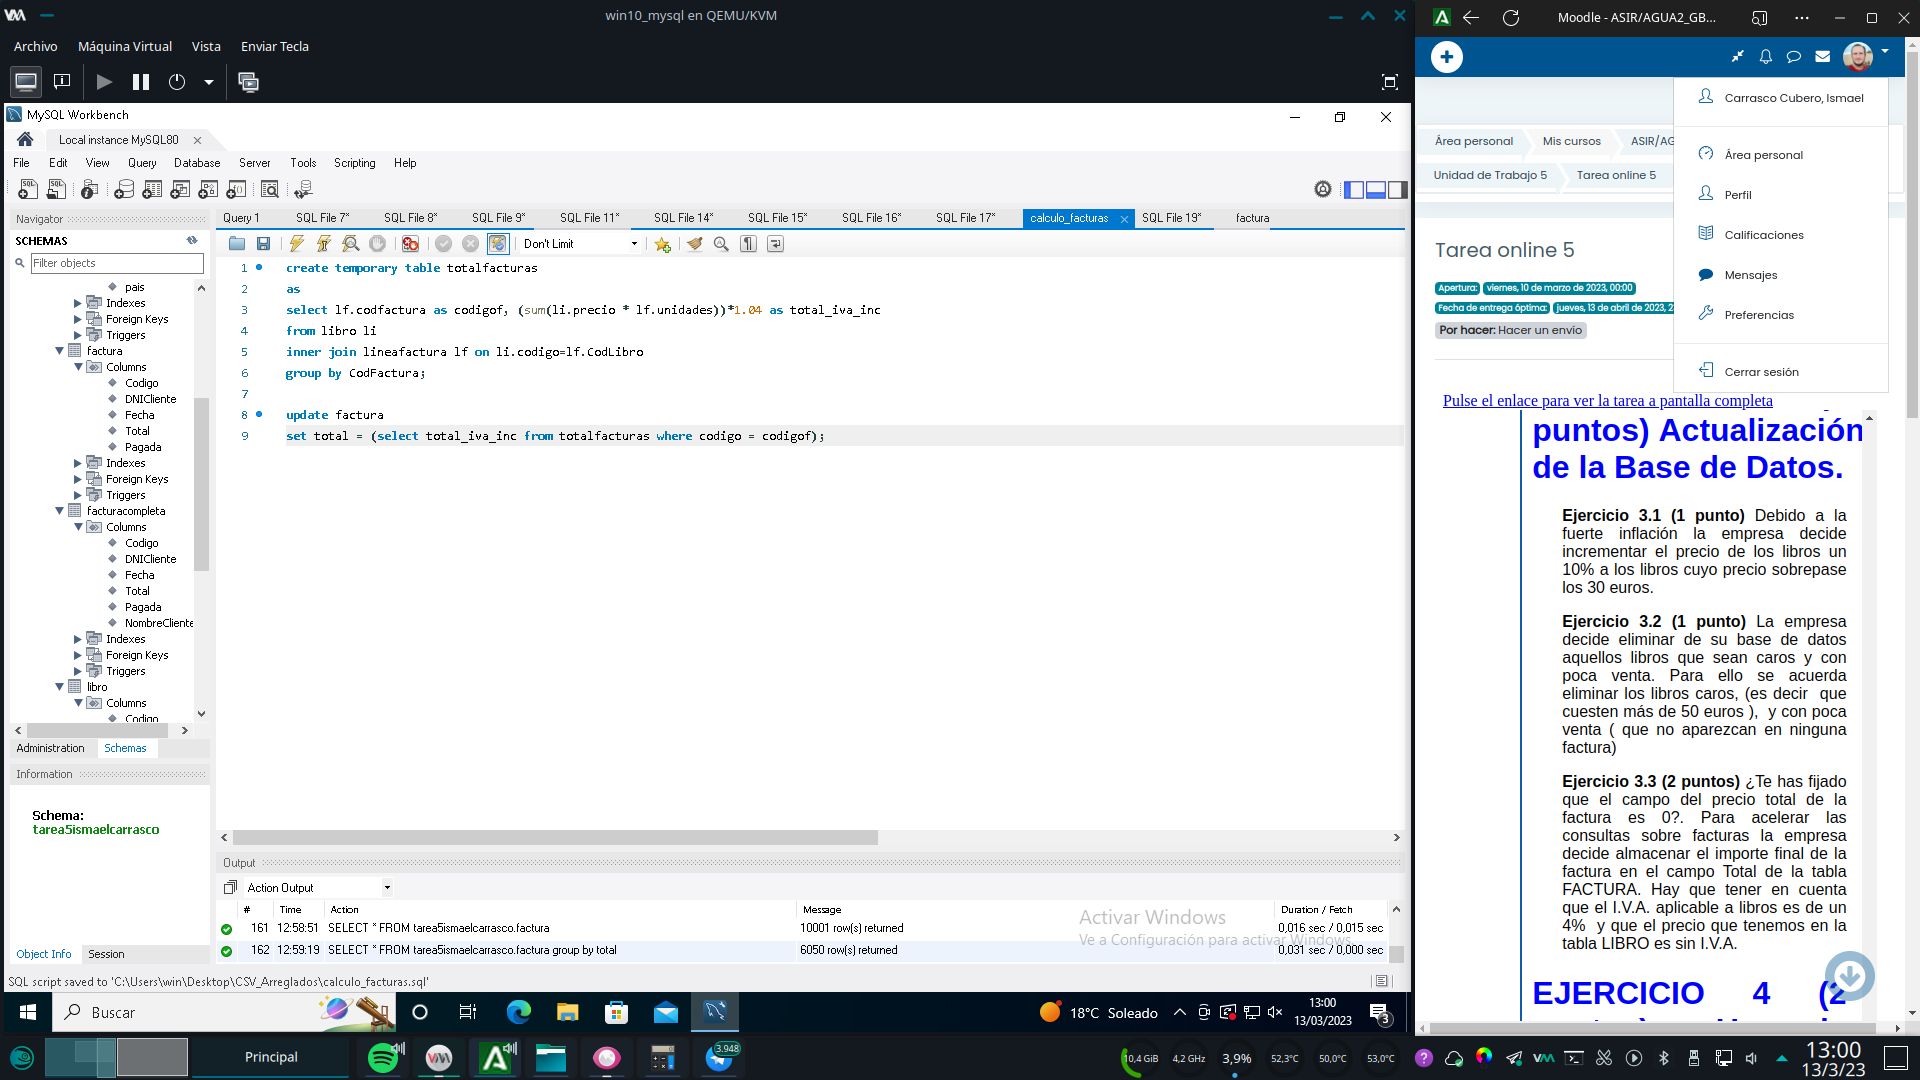 win10_mysql en QEMU/KVM
Archivo Máquina Virtual Vista Enviar Tecla
MySQL Workbench
Local instance MySQL80
File Edit View Query Database Server Tools Scripting Help
Navigator
SCHEMAS
Filter objects
pais
Indexes
Foreign Keys
Triggers
factura
Columns
Codigo
DNICliente
Fecha
Total
Pagada
Indexes
Foreign Keys
Triggers
facturacompleta
Columns
Codigo
DNICliente
Fecha
Total
Pagada
NombreCliente
Indexes
Foreign Keys
Triggers
libro
Columns
Codigo
Administration Schemas
Information
Schema:
tarea5ismaelcarrasco
Object Info Session
Query 1 SQL File 7* SQL File 8* SQL File 9* SQL File 11* SQL File 14* SQL File 15* SQL File 16* SQL File 17* calculo_facturas SQL File 19* factura
Don't Limit
1 create temporary table totalfacturas
2 as
3 select lf.codfactura as codigof, (sum(li.precio * lf.unidades))*1.04 as total_iva_inc
4 from libro li
5 inner join lineafactura lf on li.codigo=lf.CodLibro
6 group by CodFactura;
7
8 update factura
9 set total = (select total_iva_inc from totalfacturas where codigo = codigof);
Output
Action Output
# Time Action Message Duration / Fetch
161 12:58:51 SELECT * FROM tarea5ismaelcarrasco.factura 10001 row(s) returned 0,016 sec / 0,015 sec
162 12:59:19 SELECT * FROM tarea5ismaelcarrasco.factura group by total 6050 row(s) returned 0,031 sec / 0,000 sec
Activar Windows
Ve a Configuración para activar Windows.
SQL script saved to 'C:\Users\win\Desktop\CSV_Arreglados\calculo_facturas.sql'
Buscar
18°C Soleado
13:00
13/03/2023
3
Moodle - ASIR/AGUA2_GB...
Carrasco Cubero, Ismael
Área personal
Perfil
Calificaciones
Mensajes
Preferencias
Cerrar sesión
Área personal Mis cursos ASIR/AG
Unidad de Trabajo 5 Tarea online 5
Tarea online 5
Apertura: viernes, 10 de marzo de 2023, 00:00
Fecha de entrega óptima: jueves, 13 de abril de 2023, 2
Por hacer: Hacer un envío
Pulse el enlace para ver la tarea a pantalla completa
puntos) Actualización
de la Base de Datos.
Ejercicio 3.1 (1 punto) Debido a la
fuerte inflación la empresa decide
incrementar el precio de los libros un
10% a los libros cuyo precio sobrepase
los 30 euros.
Ejercicio 3.2 (1 punto) La empresa
decide eliminar de su base de datos
aquellos libros que sean caros y con
poca venta. Para ello se acuerda
eliminar los libros caros, (es decir que
cuesten más de 50 euros ), y con poca
venta ( que no aparezcan en ninguna
factura)
Ejercicio 3.3 (2 puntos) ¿Te has fijado
que el campo del precio total de la
factura es 0?. Para acelerar las
consultas sobre facturas la empresa
decide almacenar el importe final de la
factura en el campo Total de la tabla
FACTURA. Hay que tener en cuenta
que el I.V.A. aplicable a libros es de un
4% y que el precio que tenemos en la
tabla LIBRO es sin I.V.A.
EJERCICIO 4 (2
Principal
3.948
10,4 GiB 4,2 GHz 3,9% 52,3°C 50,0°C 53,0°C
13:00
13/3/23